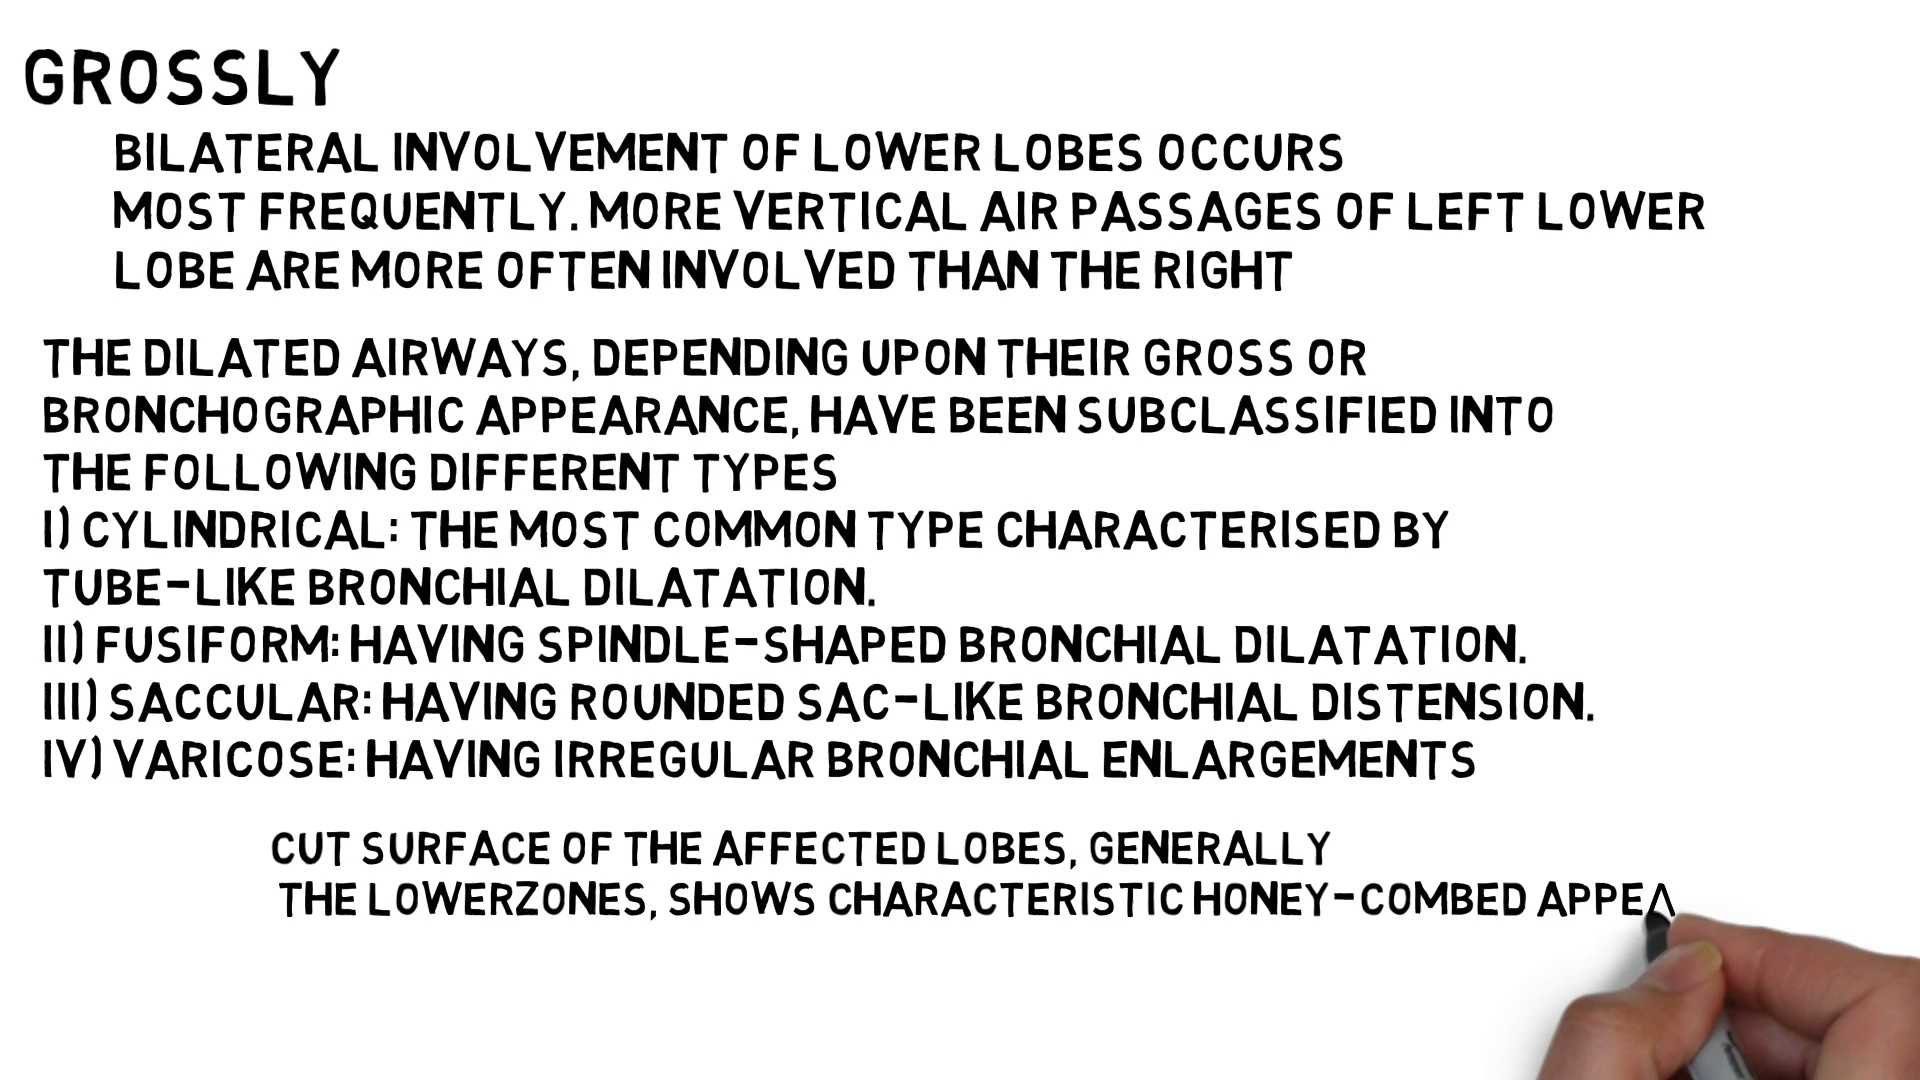 GROSSLY
BILATERAL INVOLVEMENT OF LOWER LOBES OCCURS
MOST FREQUENTLY. MORE VERTICAL AIR PASSAGES OF LEFT LOWER
LOBE ARE MORE OFTEN INVOLVED THAN THE RIGHT
THE DILATED AIRWAYS, DEPENDING UPON THEIR GROSS OR
BRONCHOGRAPHIC APPEARANCE, HAVE BEEN SUBCLASSIFIED INTO
THE FOLLOWING DIFFERENT TYPES
I) CYLINDRICAL: THE MOST COMMON TYPE CHARACTERISED BY
TUBE-LIKE BRONCHIAL DILATATION.
II) FUSIFORM: HAVING SPINDLE-SHAPED BRONCHIAL DILATATION.
III) SACCULAR: HAVING ROUNDED SAC-LIKE BRONCHIAL DISTENSION.
IV) VARICOSE: HAVING IRREGULAR BRONCHIAL ENLARGEMENTS
CUT SURFACE OF THE AFFECTED LOBES, GENERALLY
THE LOWERZONES, SHOWS CHARACTERISTIC HONEY-COMBED APPEA